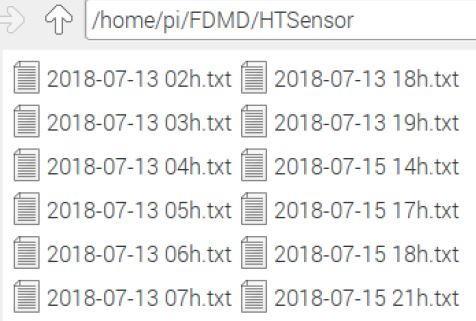 /home/pi/FDMD/HTSensor
2018-07-13 02h.txt 2018-07-13 18h.txt
2018-07-13 03h.txt 2018-07-13 19h.txt
2018-07-13 04h.txt 2018-07-15 14h.txt
2018-07-13 05h.txt 2018-07-15 17h.txt
2018-07-13 06h.txt 2018-07-15 18h.txt
2018-07-13 07h.txt 2018-07-15 21h.txt